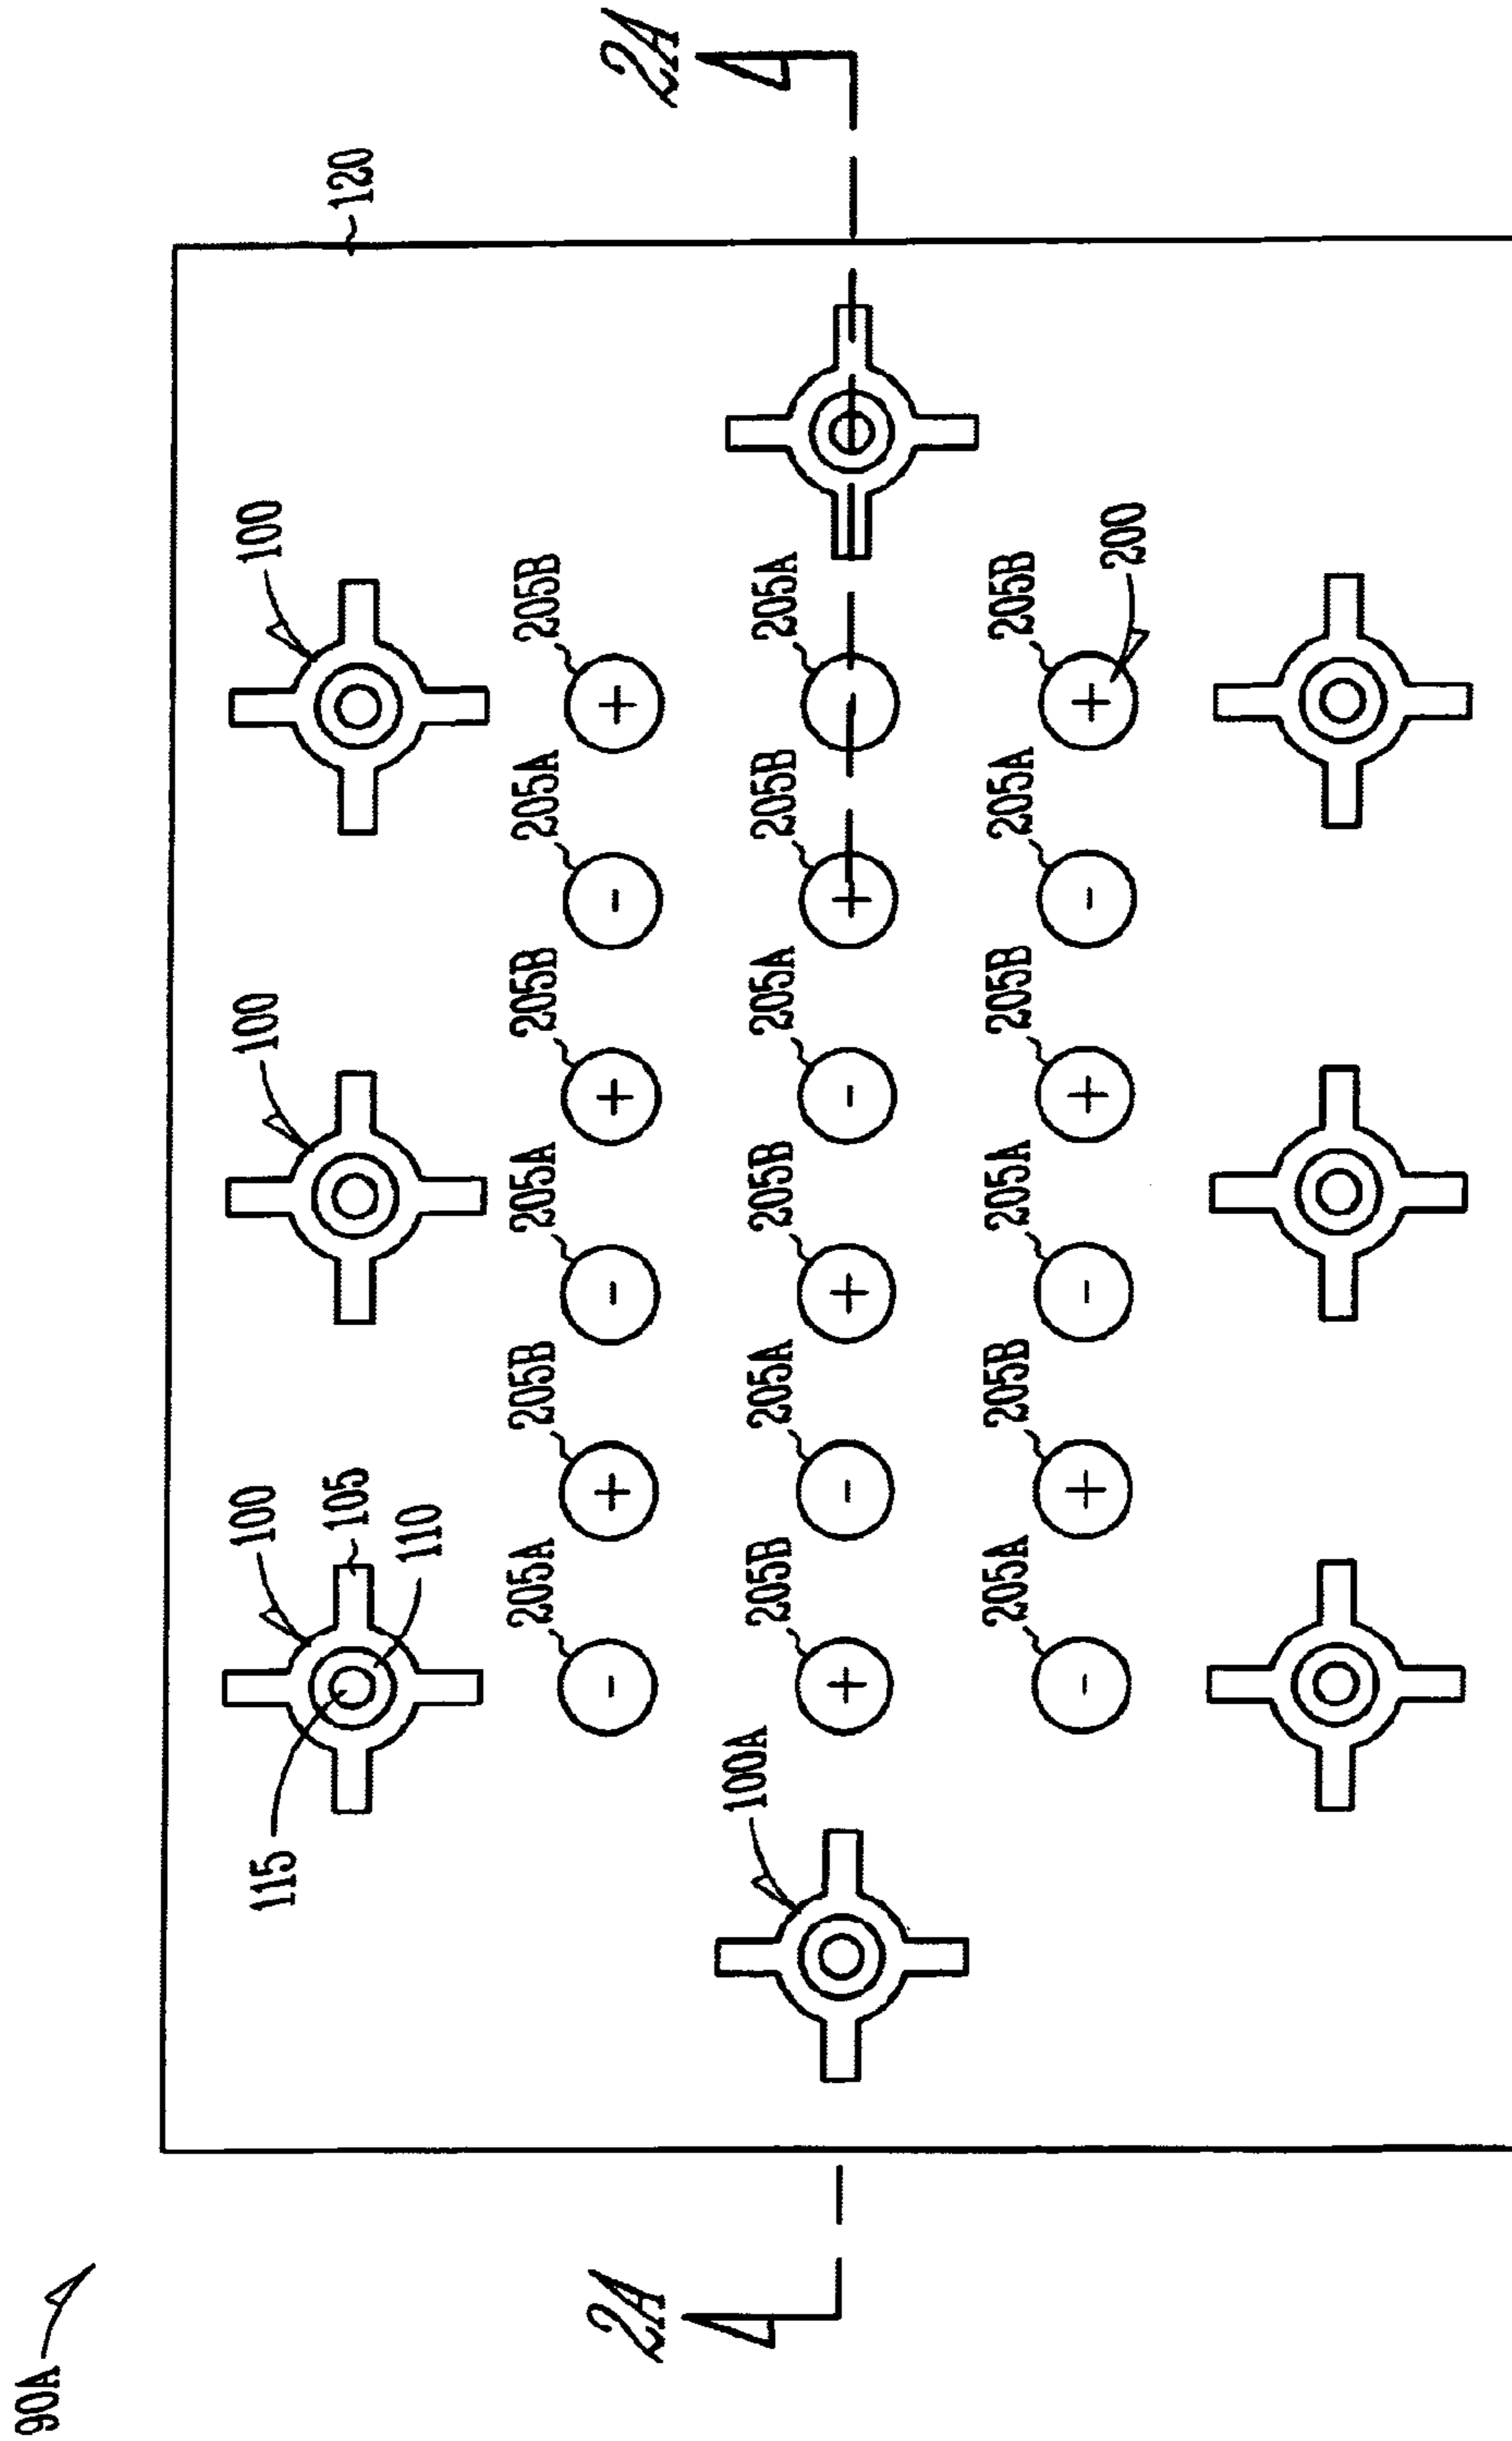 90A
115 100 100 100
105 120
110
205A 205B 205A 205B 205A 205B
- + - + - +
2A 2A
100A 205B 205A 205B 205A 205B 205A
+ - + - + -
205A 205B 205A 205B 205A 205B
- + - + - +
200